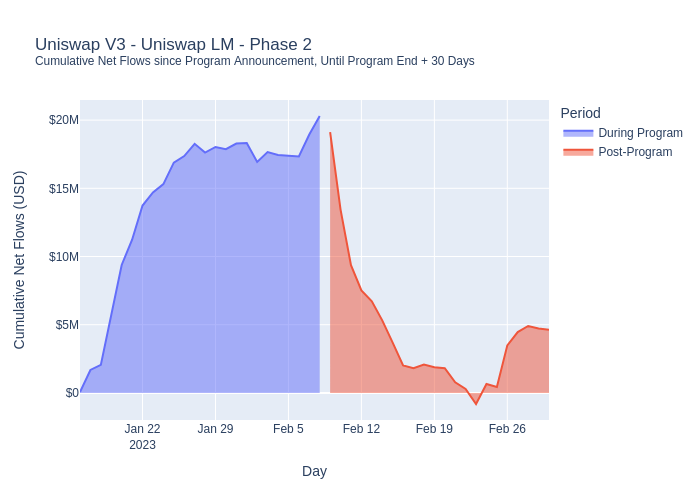 Uniswap V3 - Uniswap LM - Phase 2
Cumulative Net Flows since Program Announcement, Until Program End + 30 Days
Period
During Program
Post-Program
Cumulative Net Flows (USD)
$20M
$15M
$10M
$5M
$0
Jan 22
2023
Jan 29
Feb 5
Feb 12
Feb 19
Feb 26
Day